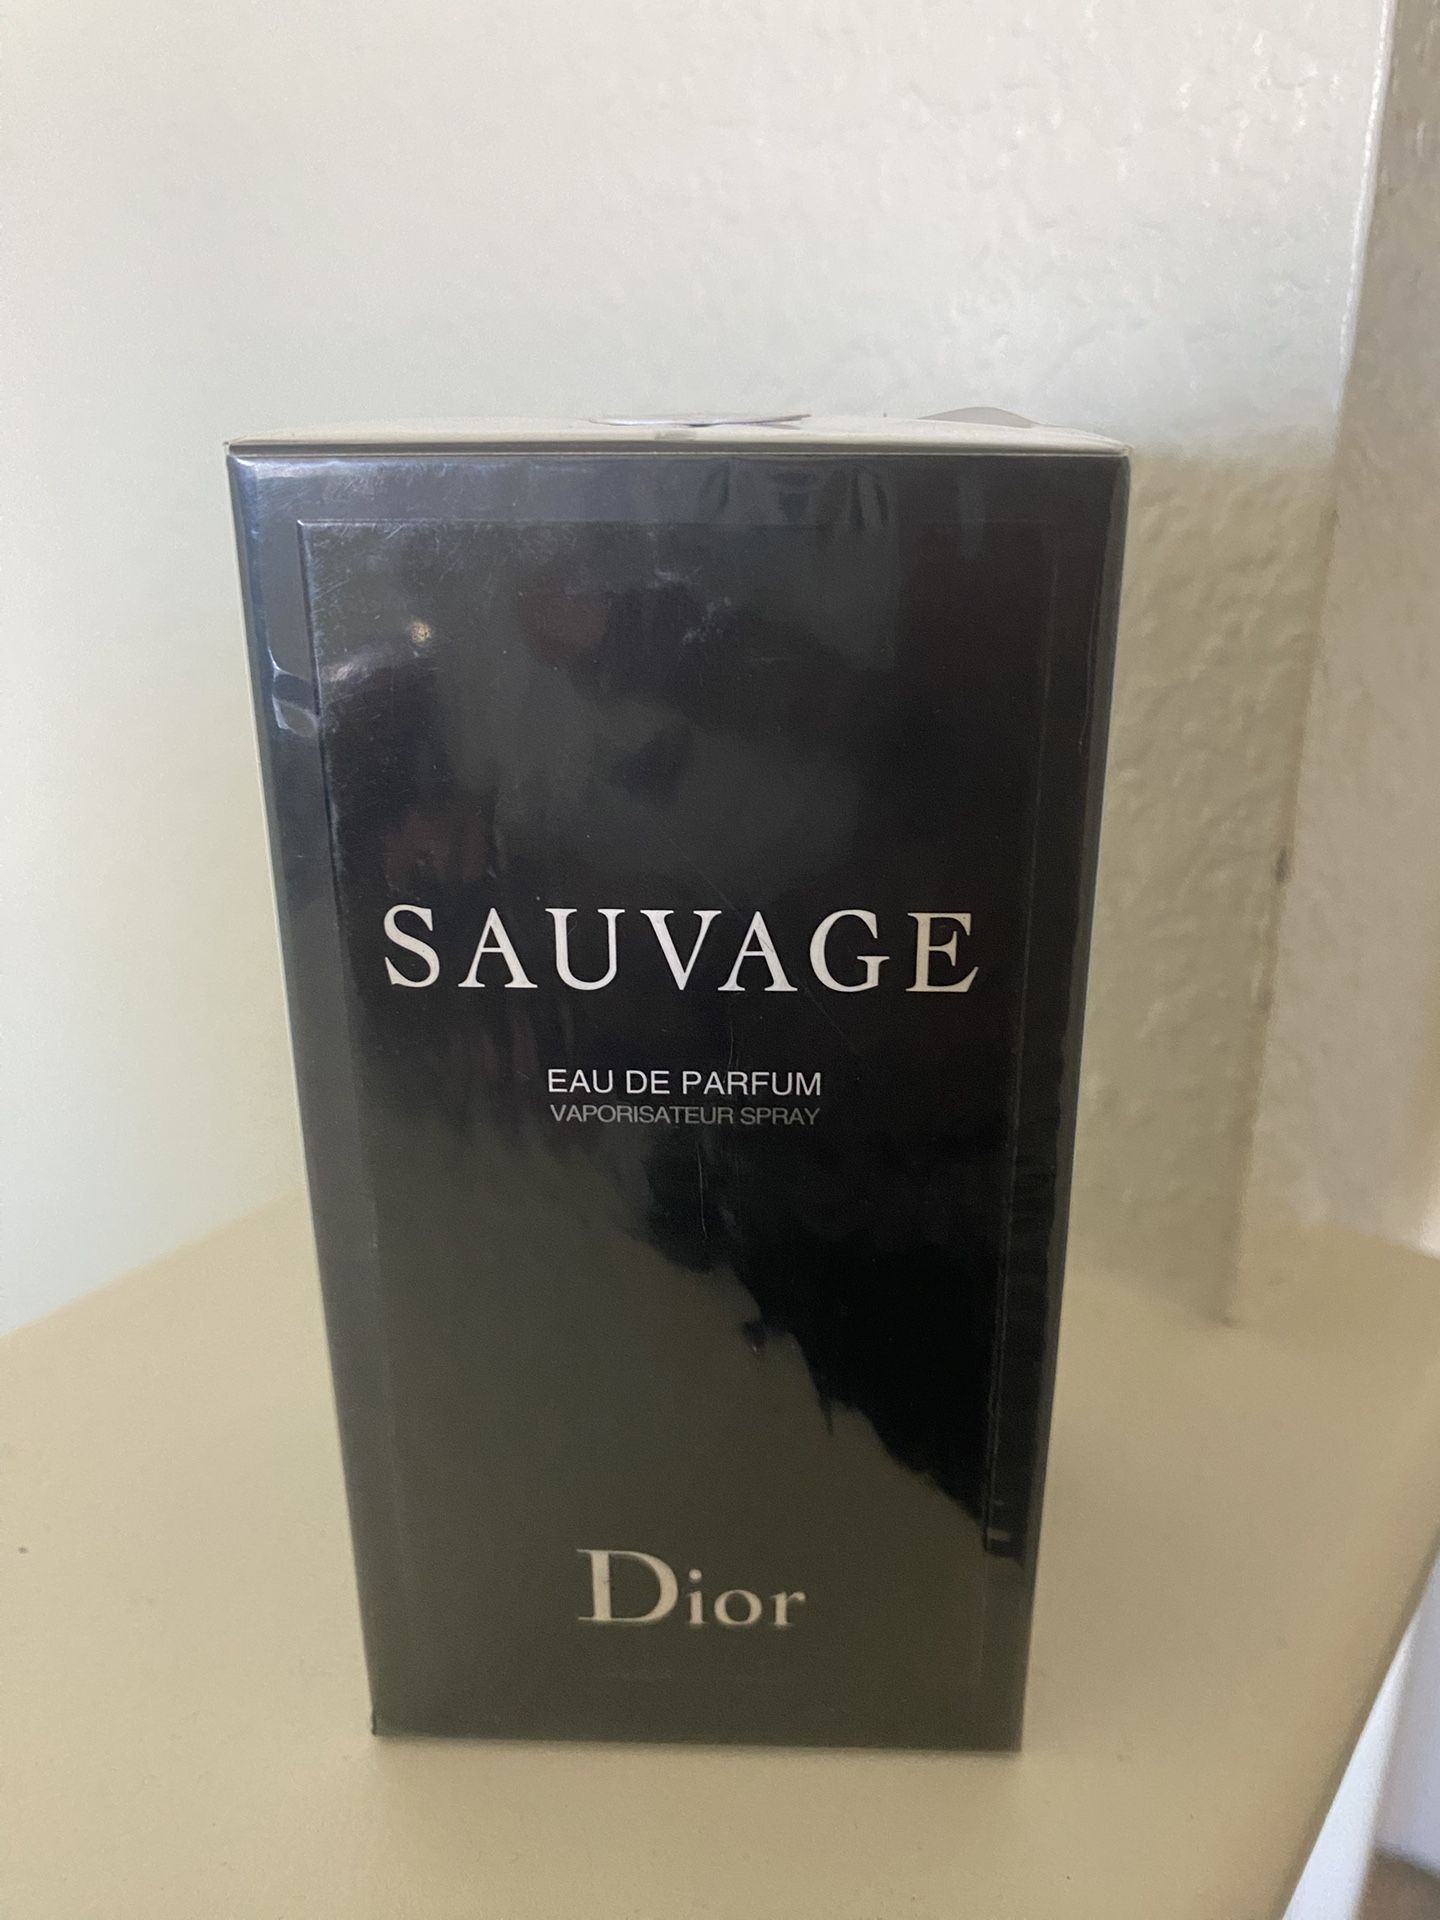 SAUVAGE
EAU DE PARFUM
VAPORISATEUR SPRAY
Dior